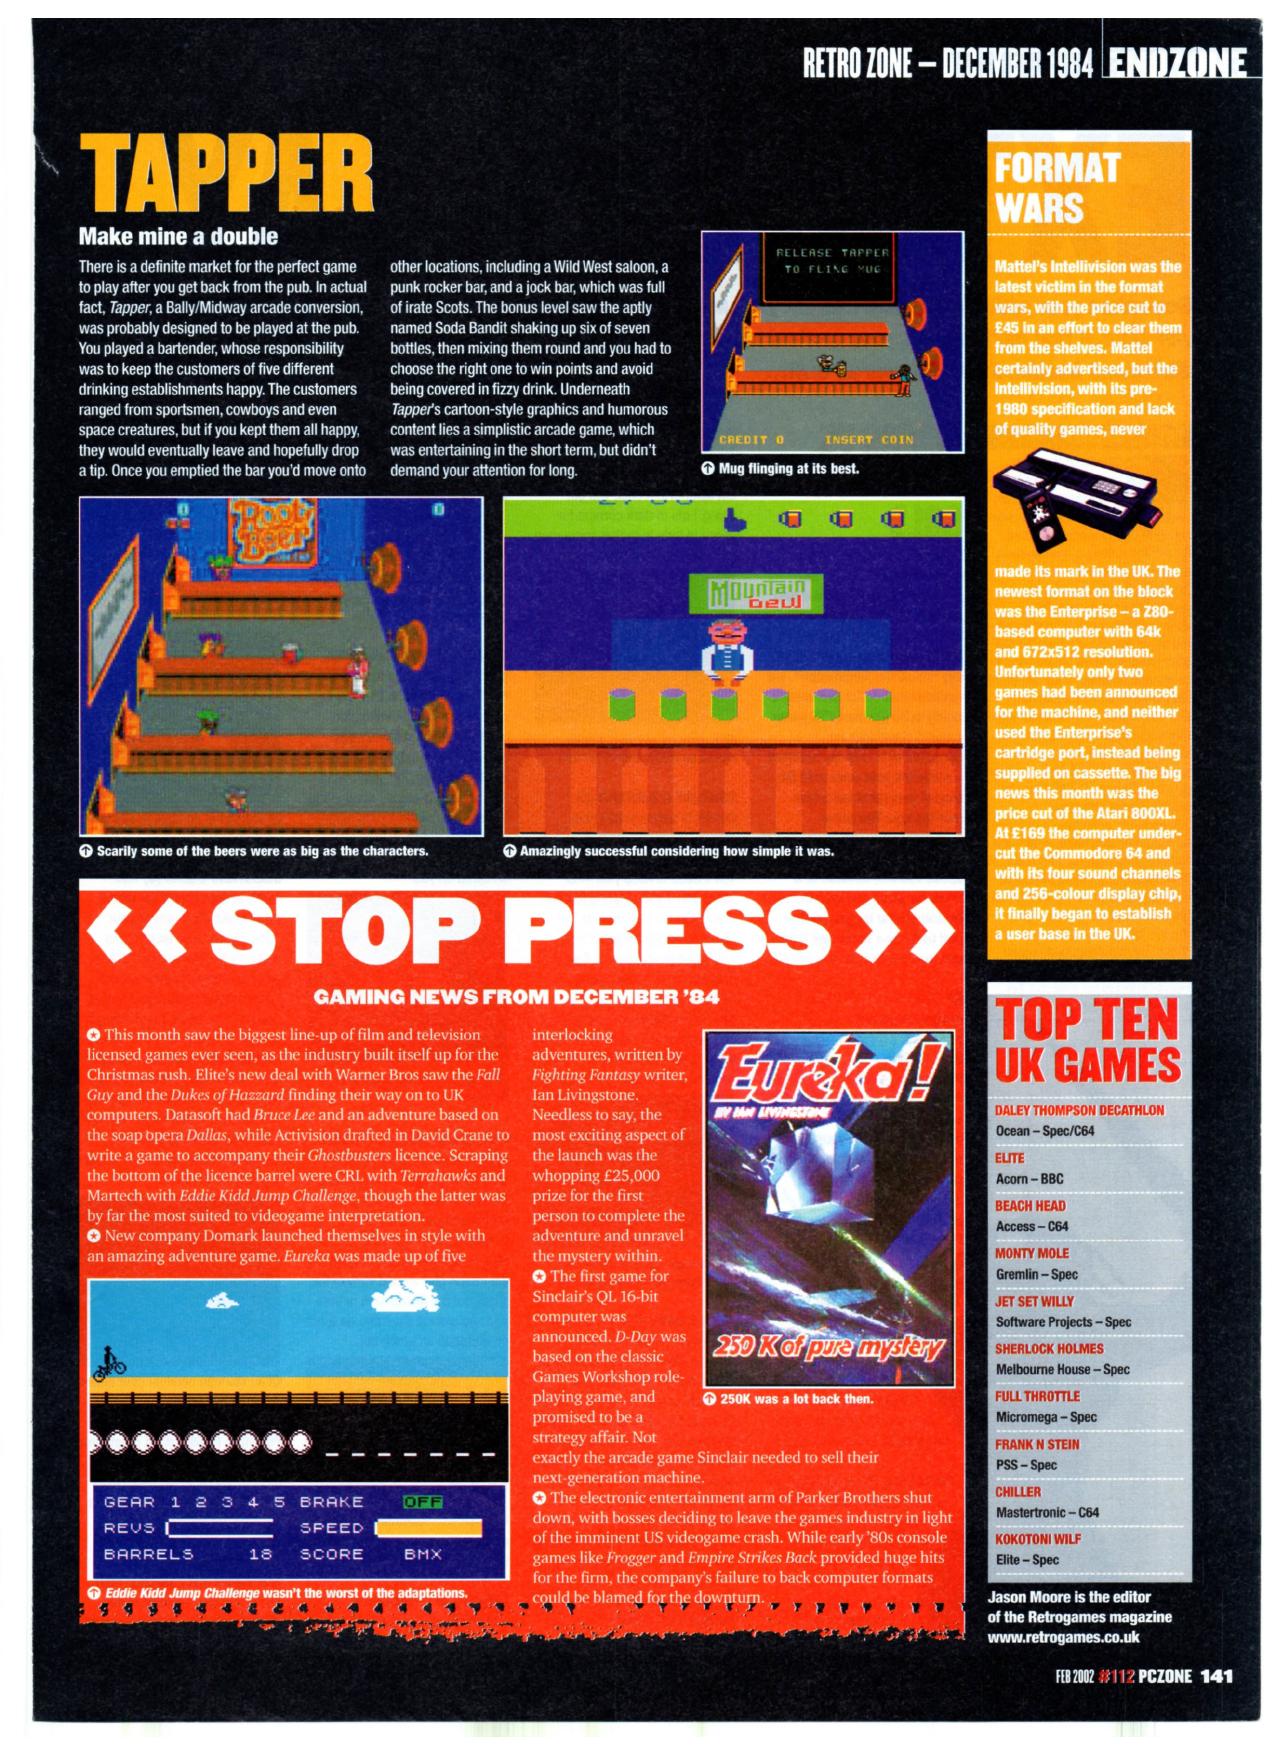 RETRO ZONE – DECEMBER 1984 ENDZONE
TAPPER
Make mine a double
There is a definite market for the perfect game
to play after you get back from the pub. In actual
fact, Tapper, a Bally/Midway arcade conversion,
was probably designed to be played at the pub.
You played a bartender, whose responsibility
was to keep the customers of five different
drinking establishments happy. The customers
ranged from sportsmen, cowboys and even
space creatures, but if you kept them all happy,
they would eventually leave and hopefully drop
a tip. Once you emptied the bar you'd move onto
other locations, including a Wild West saloon, a
punk rocker bar, and a jock bar, which was full
of irate Scots. The bonus level saw the aptly
named Soda Bandit shaking up six of seven
bottles, then mixing them round and you had to
choose the right one to win points and avoid
being covered in fizzy drink. Underneath
Tapper's cartoon-style graphics and humorous
content lies a simplistic arcade game, which
was entertaining in the short term, but didn't
demand your attention for long.
RELEASE TAPPER
TO FLING MUG
CREDIT 0 INSERT COIN
Mug flinging at its best.
0
0
Root
Beer
Scarily some of the beers were as big as the characters.
Mountain
Dew
Amazingly successful considering how simple it was.
<< STOP PRESS >>
GAMING NEWS FROM DECEMBER '84
This month saw the biggest line-up of film and television
licensed games ever seen, as the industry built itself up for the
Christmas rush. Elite's new deal with Warner Bros saw the Fall
Guy and the Dukes of Hazzard finding their way on to UK
computers. Datasoft had Bruce Lee and an adventure based on
the soap opera Dallas, while Activision drafted in David Crane to
write a game to accompany their Ghostbusters licence. Scraping
the bottom of the licence barrel were CRL with Terrahawks and
Martech with Eddie Kidd Jump Challenge, though the latter was
by far the most suited to videogame interpretation.
New company Domark launched themselves in style with
an amazing adventure game. Eureka was made up of five
GEAR 1 2 3 4 5 BRAKE OFF
REVS SPEED
BARRELS 18 SCORE BMX
Eddie Kidd Jump Challenge wasn't the worst of the adaptations.
interlocking
adventures, written by
Fighting Fantasy writer,
Ian Livingstone.
Needless to say, the
most exciting aspect of
the launch was the
whopping £25,000
prize for the first
person to complete the
adventure and unravel
the mystery within.
The first game for
Sinclair's QL 16-bit
computer was
announced. D-Day was
based on the classic
Games Workshop role-
playing game, and
promised to be a
strategy affair. Not
exactly the arcade game Sinclair needed to sell their
next-generation machine.
The electronic entertainment arm of Parker Brothers shut
down, with bosses deciding to leave the games industry in light
of the imminent US videogame crash. While early '80s console
games like Frogger and Empire Strikes Back provided huge hits
for the firm, the company's failure to back computer formats
could be blamed for the downturn.
Eureka!
BY IAN LIVINGSTONE
250 K of pure mystery
250K was a lot back then.
FORMAT
WARS
Mattel's Intellivision was the
latest victim in the format
wars, with the price cut to
£45 in an effort to clear them
from the shelves. Mattel
certainly advertised, but the
Intellivision, with its pre-
1980 specification and lack
of quality games, never
made its mark in the UK. The
newest format on the block
was the Enterprise – a Z80-
based computer with 64k
and 672x512 resolution.
Unfortunately only two
games had been announced
for the machine, and neither
used the Enterprise's
cartridge port, instead being
supplied on cassette. The big
news this month was the
price cut of the Atari 800XL.
At £169 the computer under-
cut the Commodore 64 and
with its four sound channels
and 256-colour display chip,
it finally began to establish
a user base in the UK.
TOP TEN
UK GAMES
DALEY THOMPSON DECATHLON
Ocean – Spec/C64
ELITE
Acorn – BBC
BEACH HEAD
Access – C64
MONTY MOLE
Gremlin – Spec
JET SET WILLY
Software Projects – Spec
SHERLOCK HOLMES
Melbourne House – Spec
FULL THROTTLE
Micromega – Spec
FRANK N STEIN
PSS – Spec
CHILLER
Mastertronic – C64
KOKOTONI WILF
Elite – Spec
Jason Moore is the editor
of the Retrogames magazine
www.retrogames.co.uk
FEB 2002 #112 PCZONE 141